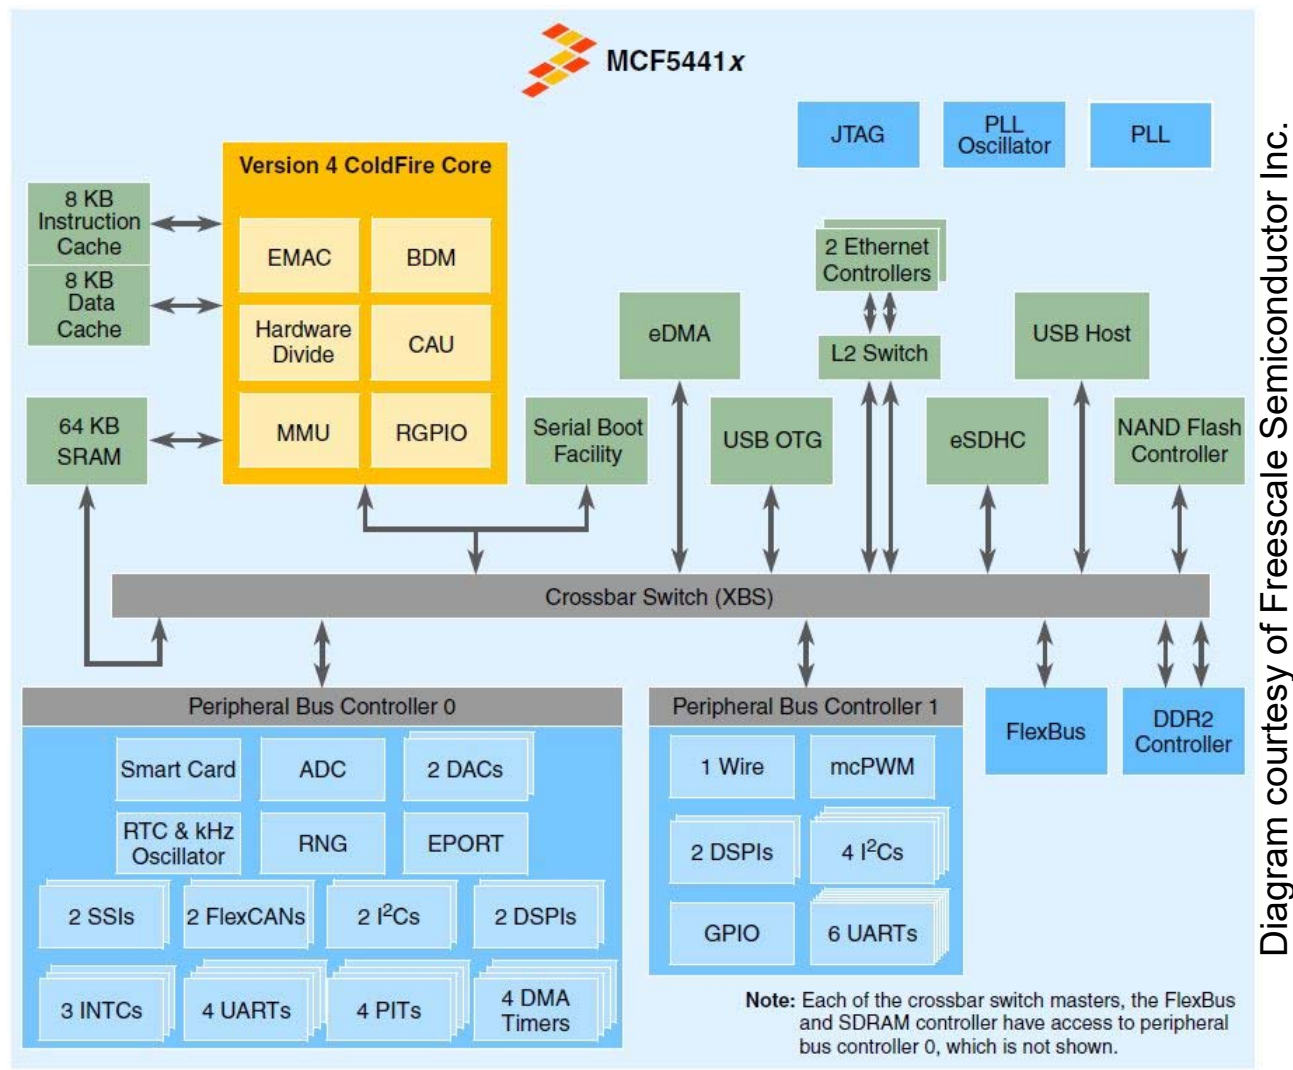 MCF5441x
JTAG
PLL
Oscillator
PLL
Version 4 ColdFire Core
8 KB
Instruction
Cache
8 KB
Data
Cache
64 KB
SRAM
EMAC
BDM
Hardware
Divide
CAU
MMU
RGPIO
Serial Boot
Facility
eDMA
USB OTG
2 Ethernet
Controllers
L2 Switch
eSDHC
USB Host
NAND Flash
Controller
Crossbar Switch (XBS)
Peripheral Bus Controller 0
Smart Card
ADC
2 DACs
RTC & kHz
Oscillator
RNG
EPORT
2 SSIs
2 FlexCANs
2 I²Cs
2 DSPIs
3 INTCs
4 UARTs
4 PITs
4 DMA
Timers
Peripheral Bus Controller 1
1 Wire
mcPWM
2 DSPIs
4 I²Cs
GPIO
6 UARTs
FlexBus
DDR2
Controller
Note: Each of the crossbar switch masters, the FlexBus
and SDRAM controller have access to peripheral
bus controller 0, which is not shown.
Diagram courtesy of Freescale Semiconductor Inc.